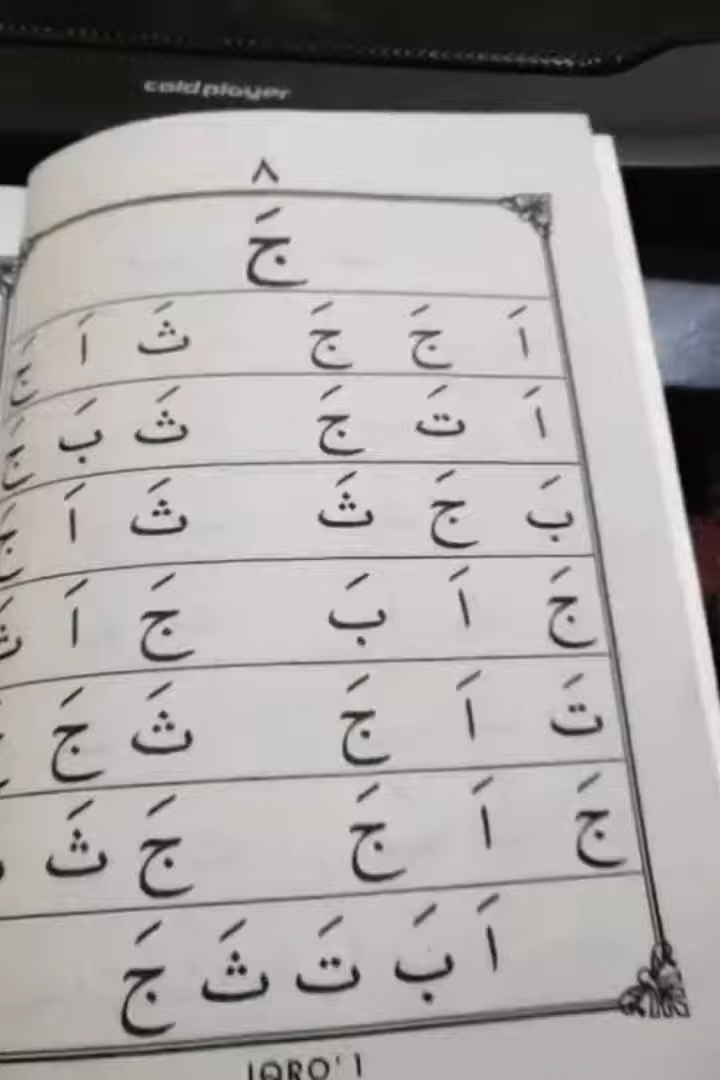 coldplayer
٨
جَ
اَ جَ جَ ثَ اَ جَ
اَ تَ جَ ثَ بَ جَ
بَ جَ ثَ ثَ اَ
جَ اَ بَ جَ اَ
تَ اَ جَ ثَ جَ
جَ اَ جَ جَ ثَ
اَ بَ تَ ثَ جَ
IQRO' 1